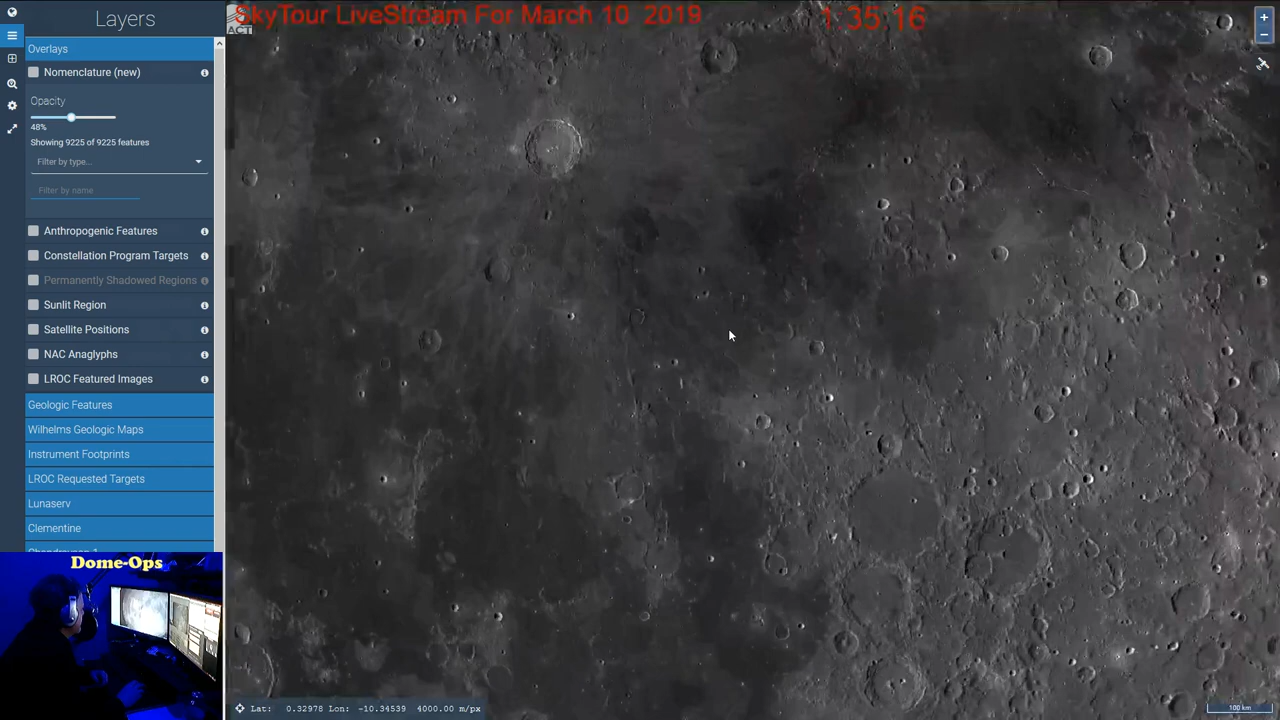 SkyTour LiveStream For March 10 2019
1:35:16
ACT
Layers
Overlays
Nomenclature (new)
Opacity
48%
Showing 9225 of 9225 features
Filter by type...
Filter by name
Anthropogenic Features
Constellation Program Targets
Permanently Shadowed Regions
Sunlit Region
Satellite Positions
NAC Anaglyphs
LROC Featured Images
Geologic Features
Wilhelms Geologic Maps
Instrument Footprints
LROC Requested Targets
Lunaserv
Clementine
Dome-Ops
Lat: 0.32978 Lon: -10.34539 4000.00 m/px
100 km